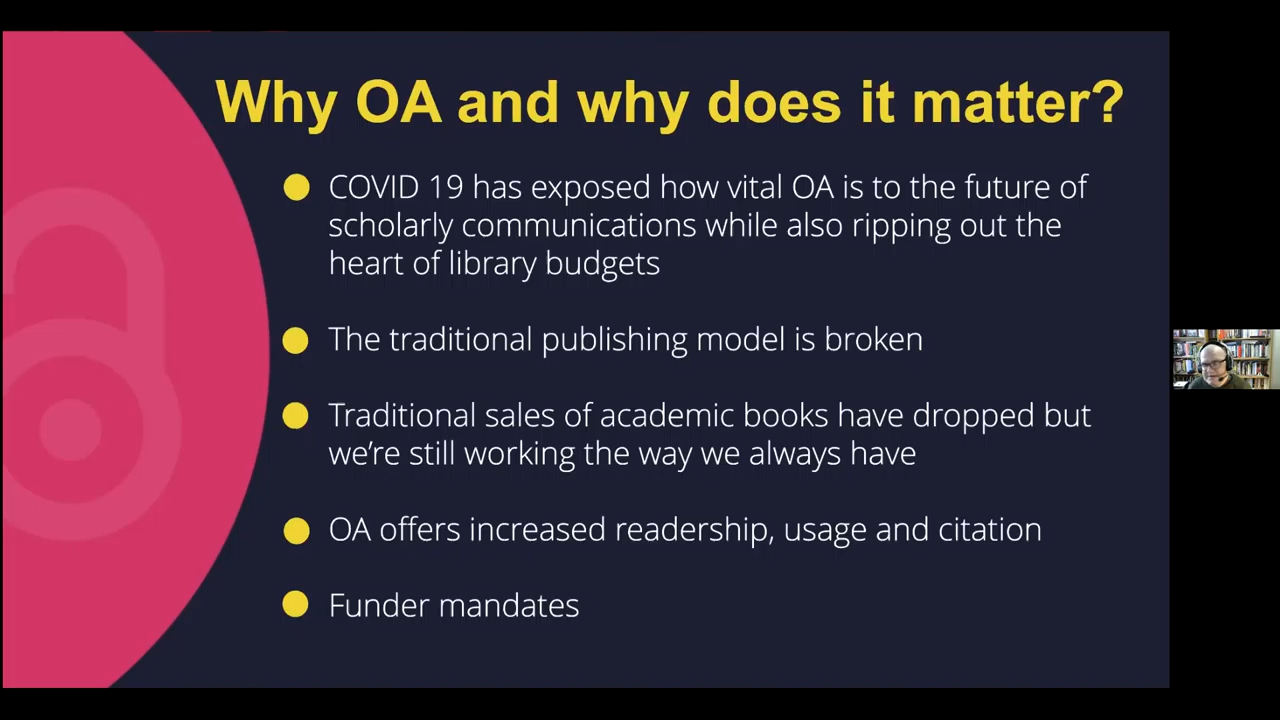 Why OA and why does it matter?
COVID 19 has exposed how vital OA is to the future of
scholarly communications while also ripping out the
heart of library budgets
The traditional publishing model is broken
Traditional sales of academic books have dropped but
we’re still working the way we always have
OA offers increased readership, usage and citation
Funder mandates